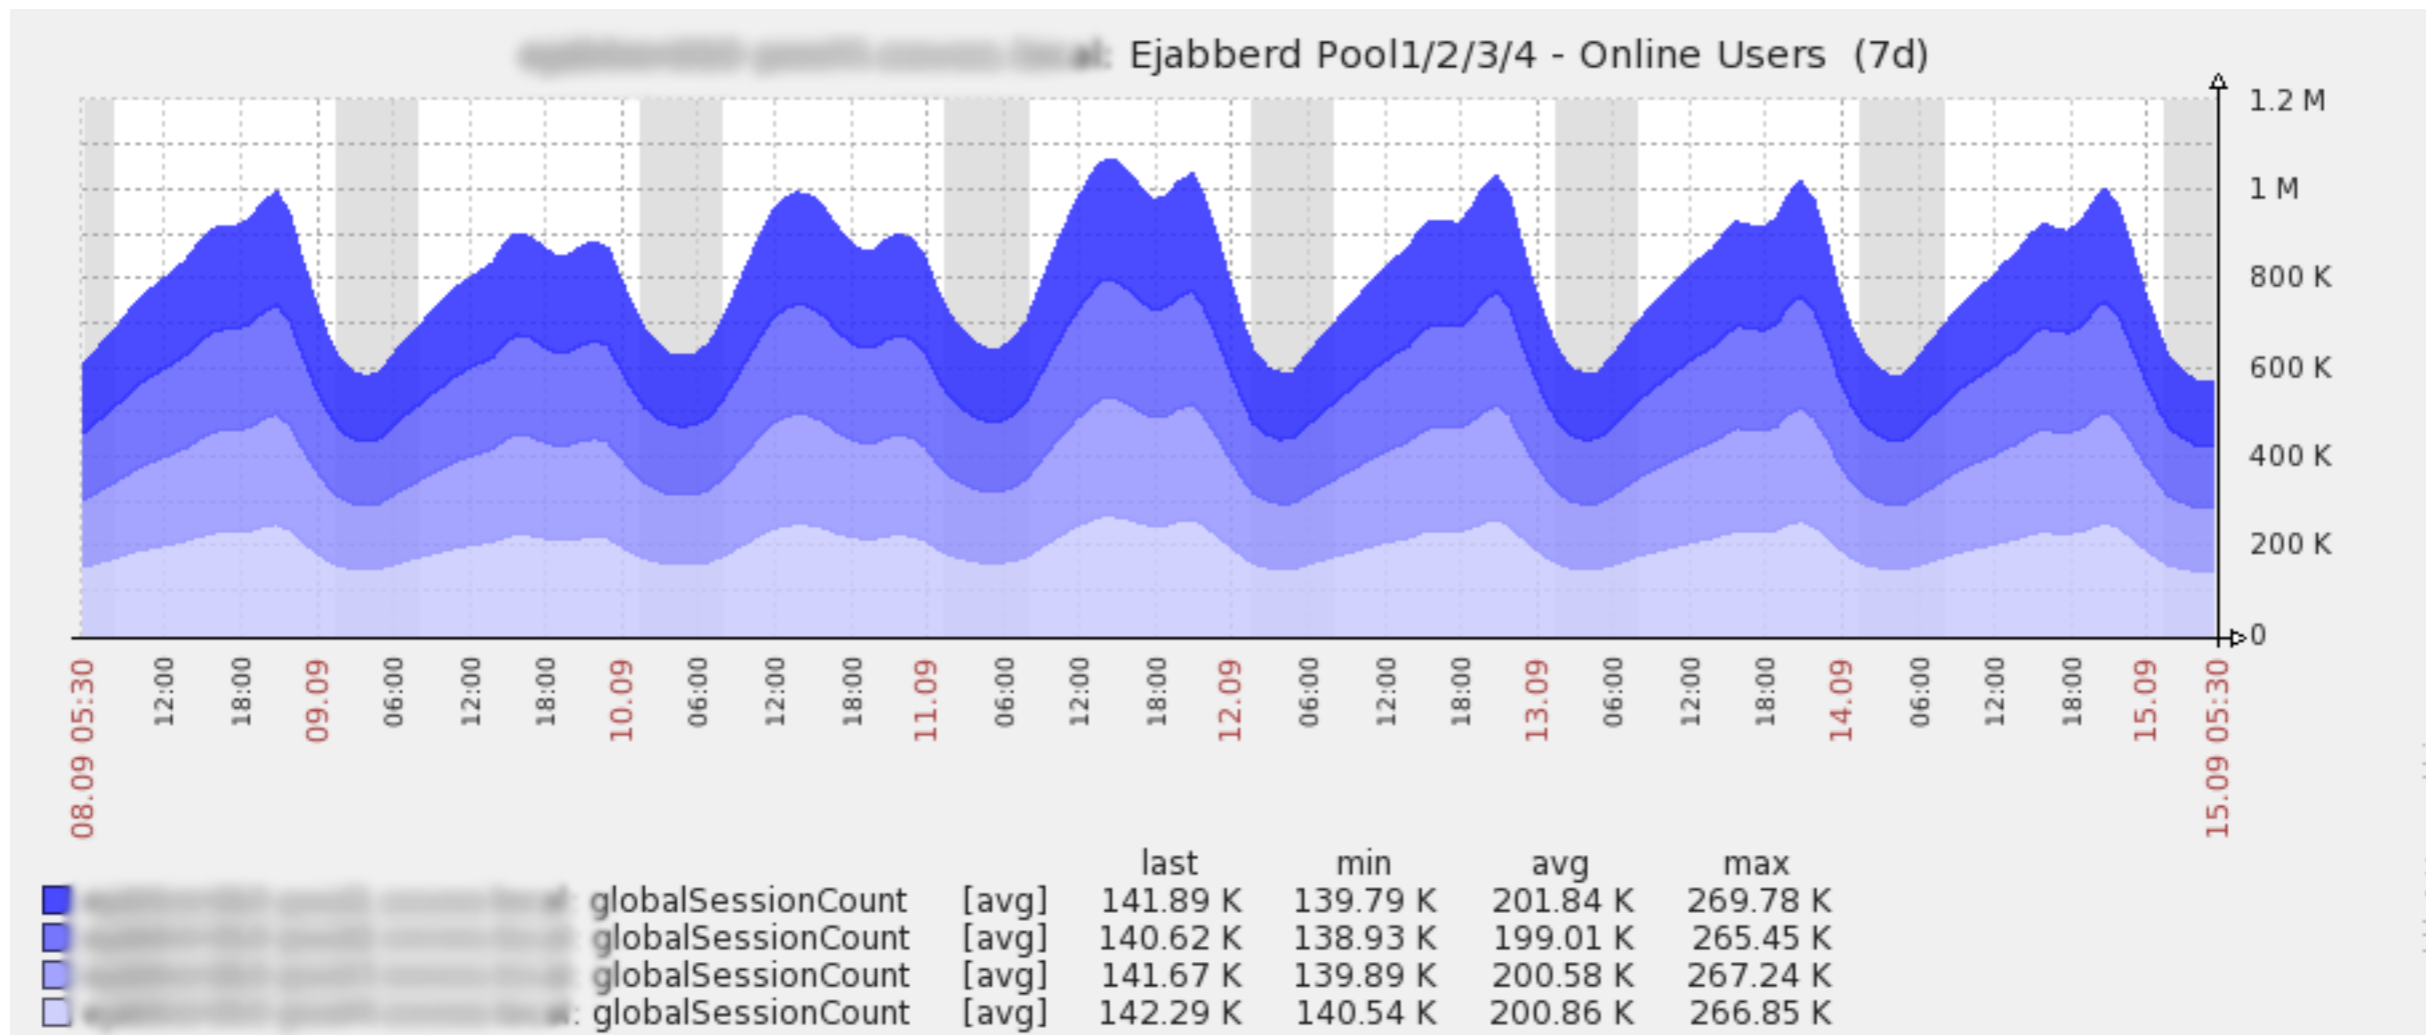 Ejabberd Pool1/2/3/4 - Online Users (7d)
1.2 M
1 M
800 K
600 K
400 K
200 K
0
08.09 05:30 12:00 18:00 09.09 06:00 12:00 18:00 10.09 06:00 12:00 18:00 11.09 06:00 12:00 18:00 12.09 06:00 12:00 18:00 13.09 06:00 12:00 18:00 14.09 06:00 12:00 18:00 15.09 15.09 05:30
last min avg max
globalSessionCount [avg] 141.89 K 139.79 K 201.84 K 269.78 K
globalSessionCount [avg] 140.62 K 138.93 K 199.01 K 265.45 K
globalSessionCount [avg] 141.67 K 139.89 K 200.58 K 267.24 K
globalSessionCount [avg] 142.29 K 140.54 K 200.86 K 266.85 K